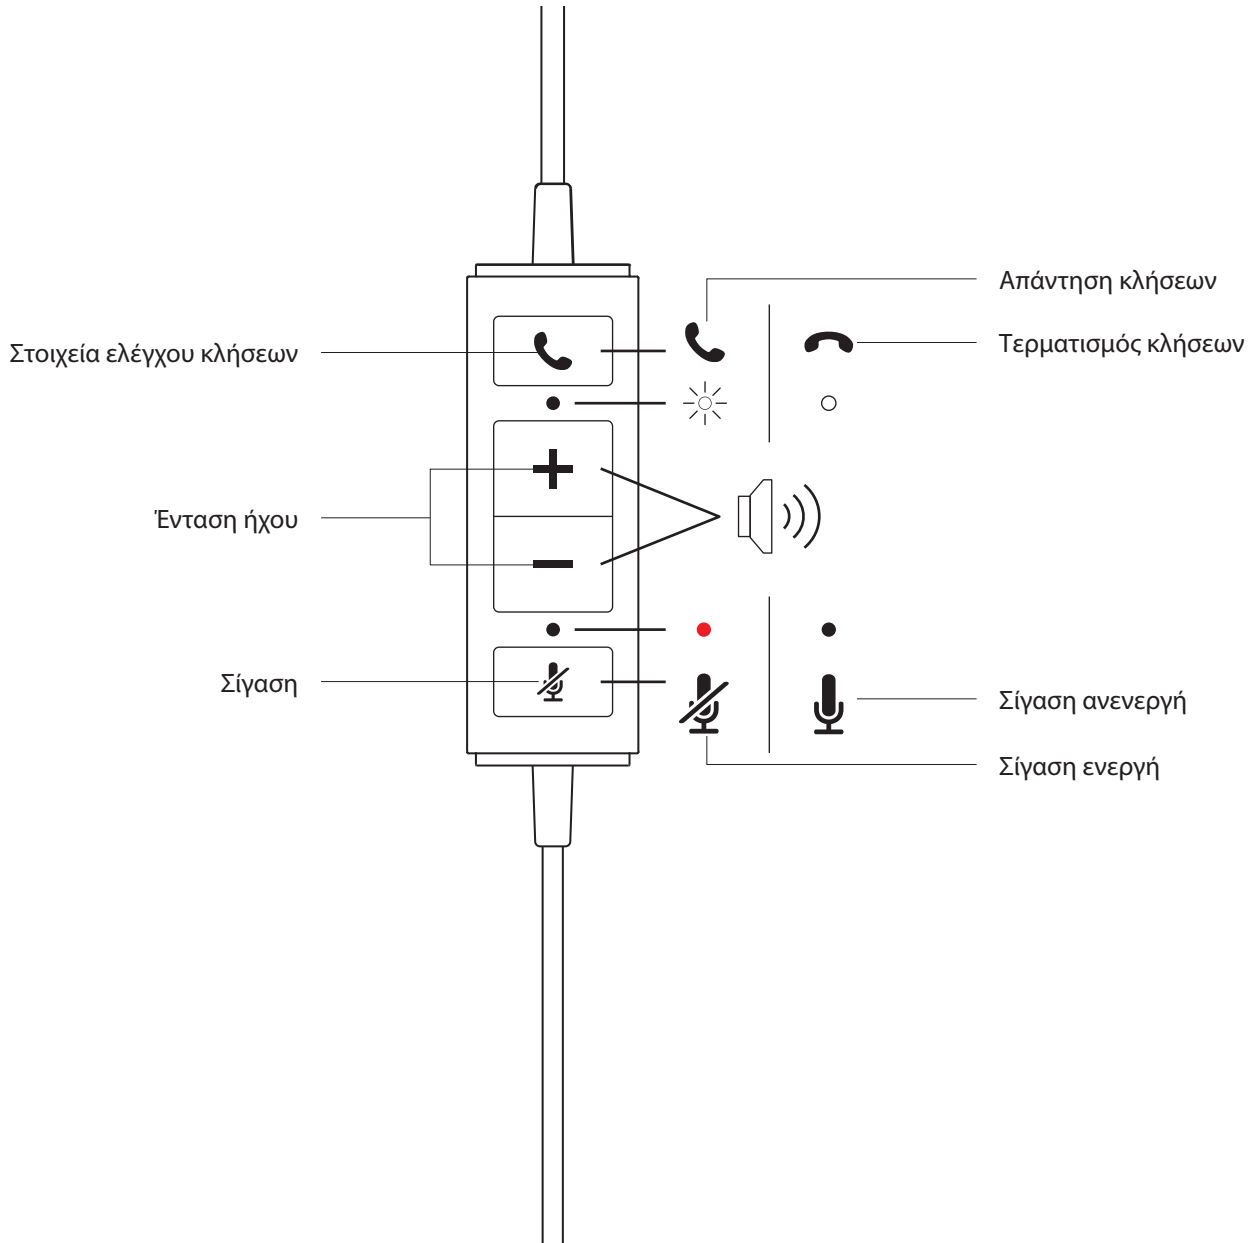 Απάντηση κλήσεων
Τερματισμός κλήσεων
Στοιχεία ελέγχου κλήσεων
Ένταση ήχου
Σίγαση
Σίγαση ανενεργή
Σίγαση ενεργή